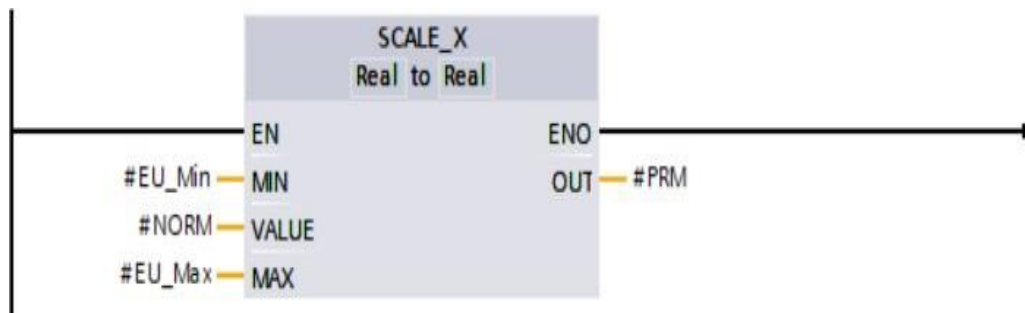 SCALE_X
Real to Real
EN ENO
#EU_Min MIN OUT #PRM
#NORM VALUE
#EU_Max MAX